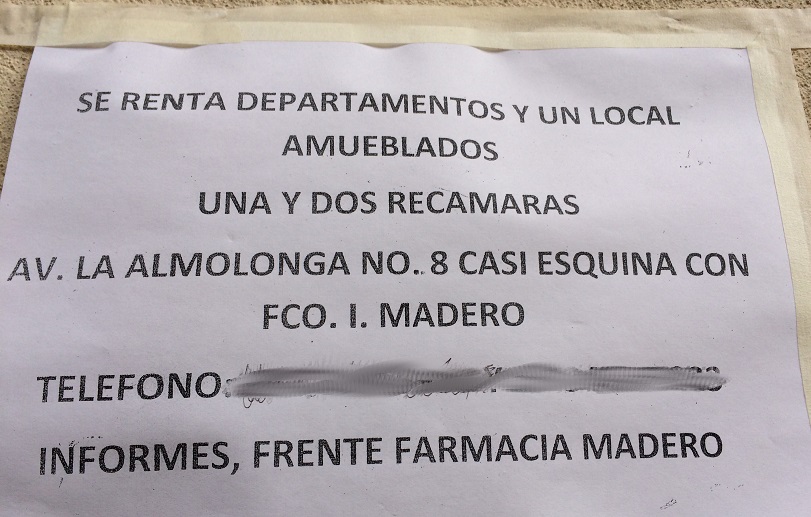 SE RENTA DEPARTAMENTOS Y UN LOCAL
AMUEBLADOS
UNA Y DOS RECAMARAS
AV. LA ALMOLONGA NO. 8 CASI ESQUINA CON
FCO. I. MADERO
TELEFONO
INFORMES, FRENTE FARMACIA MADERO